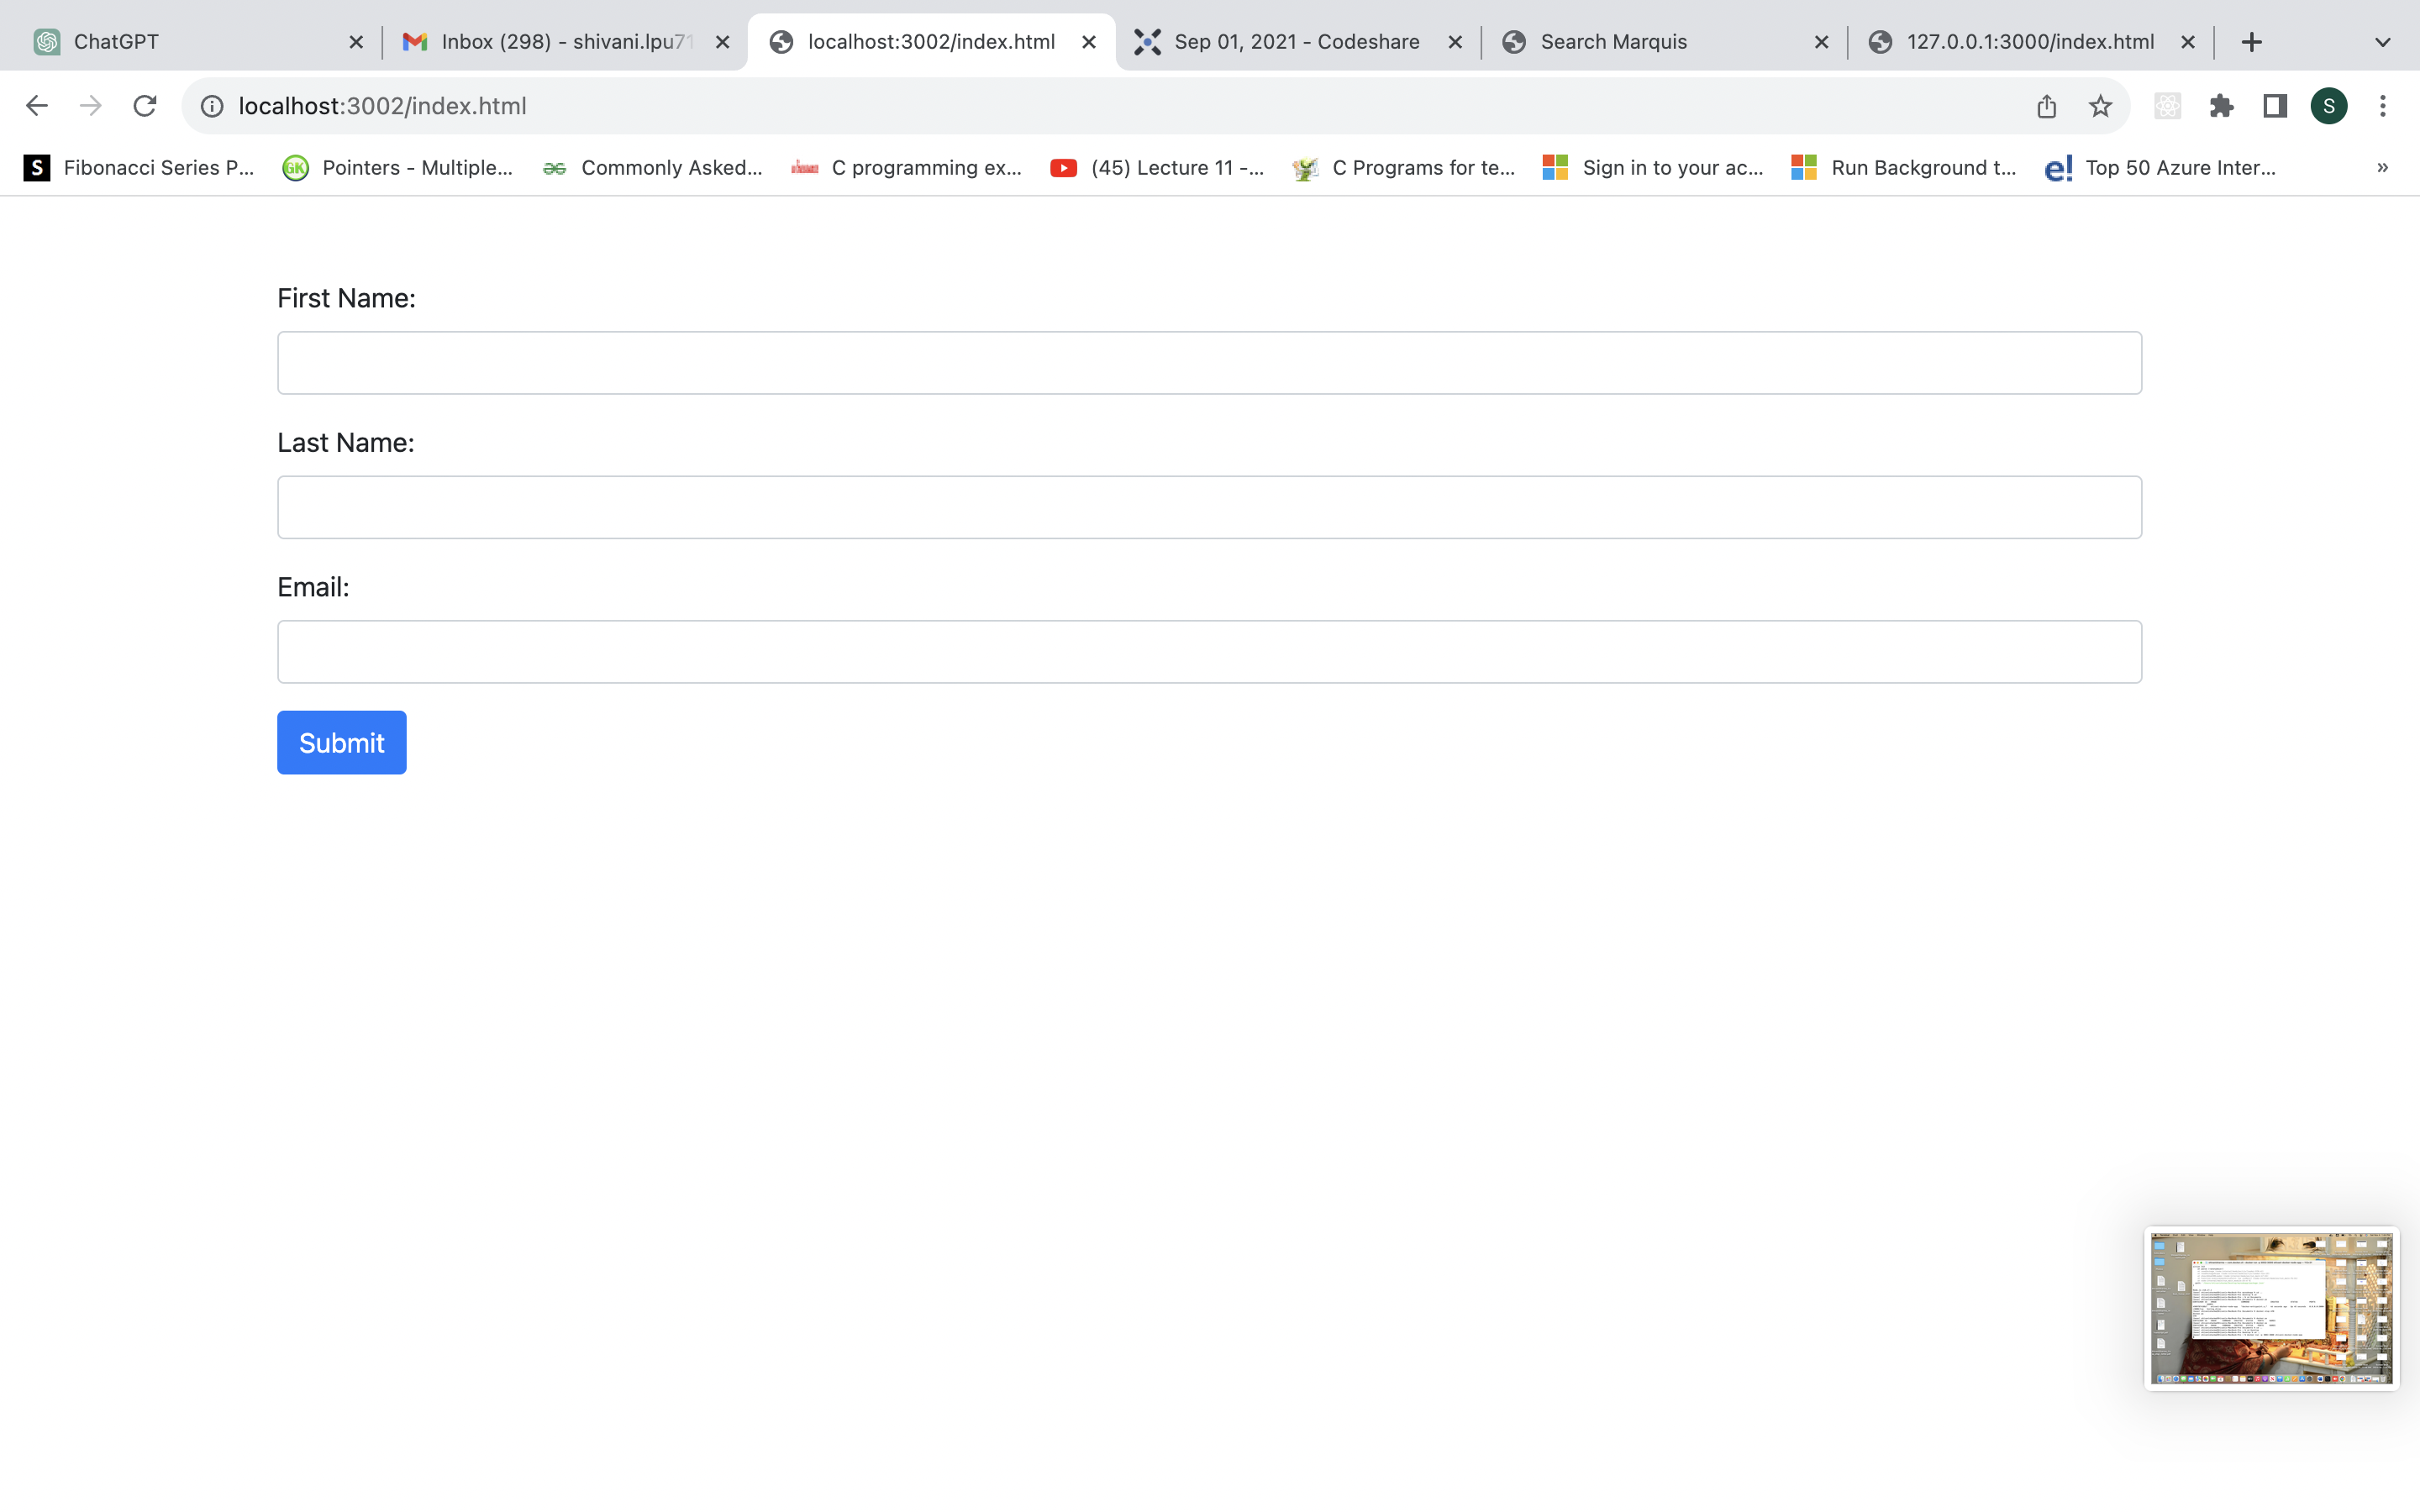 ChatGPT
Inbox (298) - shivani.lpu71
localhost:3002/index.html
Sep 01, 2021 - Codeshare
Search Marquis
127.0.0.1:3000/index.html
localhost:3002/index.html
S
S Fibonacci Series P...
GK Pointers - Multiple...
Commonly Asked...
C programming ex...
(45) Lecture 11 -...
C Programs for te...
Sign in to your ac...
Run Background t...
e! Top 50 Azure Inter...
»
First Name:
Last Name:
Email:
Submit